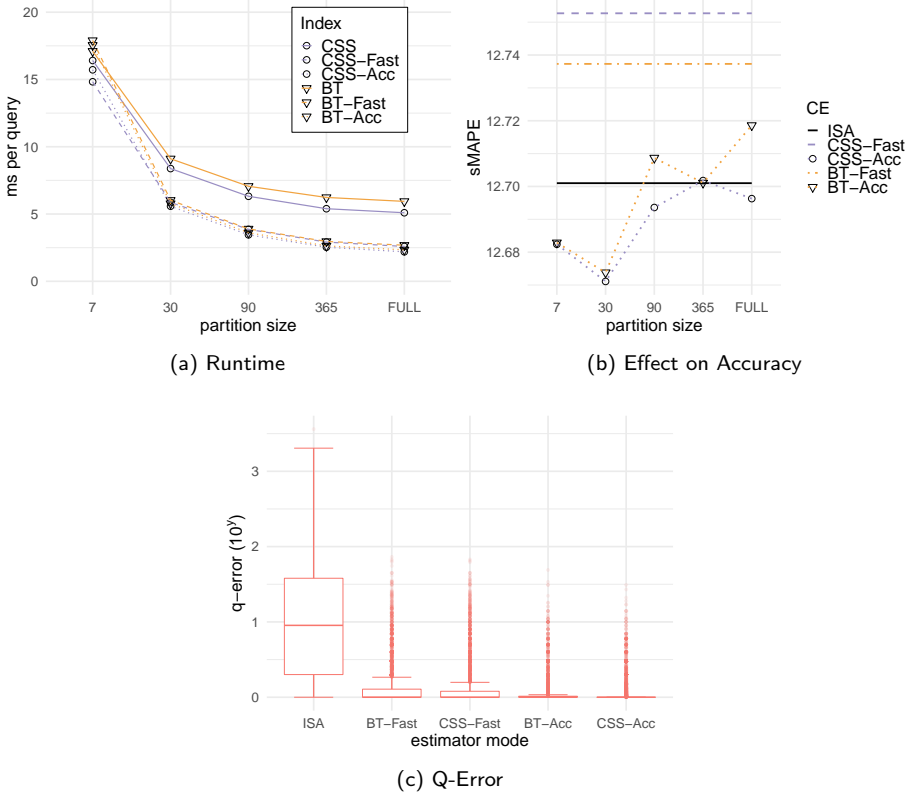 20
15
10
5
0
ms per query
7 30 90 365 FULL
partition size
Index
CSS
CSS−Fast
CSS−Acc
BT
BT−Fast
BT−Acc
(a) Runtime
12.74
12.72
12.70
12.68
sMAPE
7 30 90 365 FULL
partition size
CE
ISA
CSS−Fast
CSS−Acc
BT−Fast
BT−Acc
(b) Effect on Accuracy
3
2
1
0
q−error (10^y)
ISA BT−Fast CSS−Fast BT−Acc CSS−Acc
estimator mode
(c) Q-Error